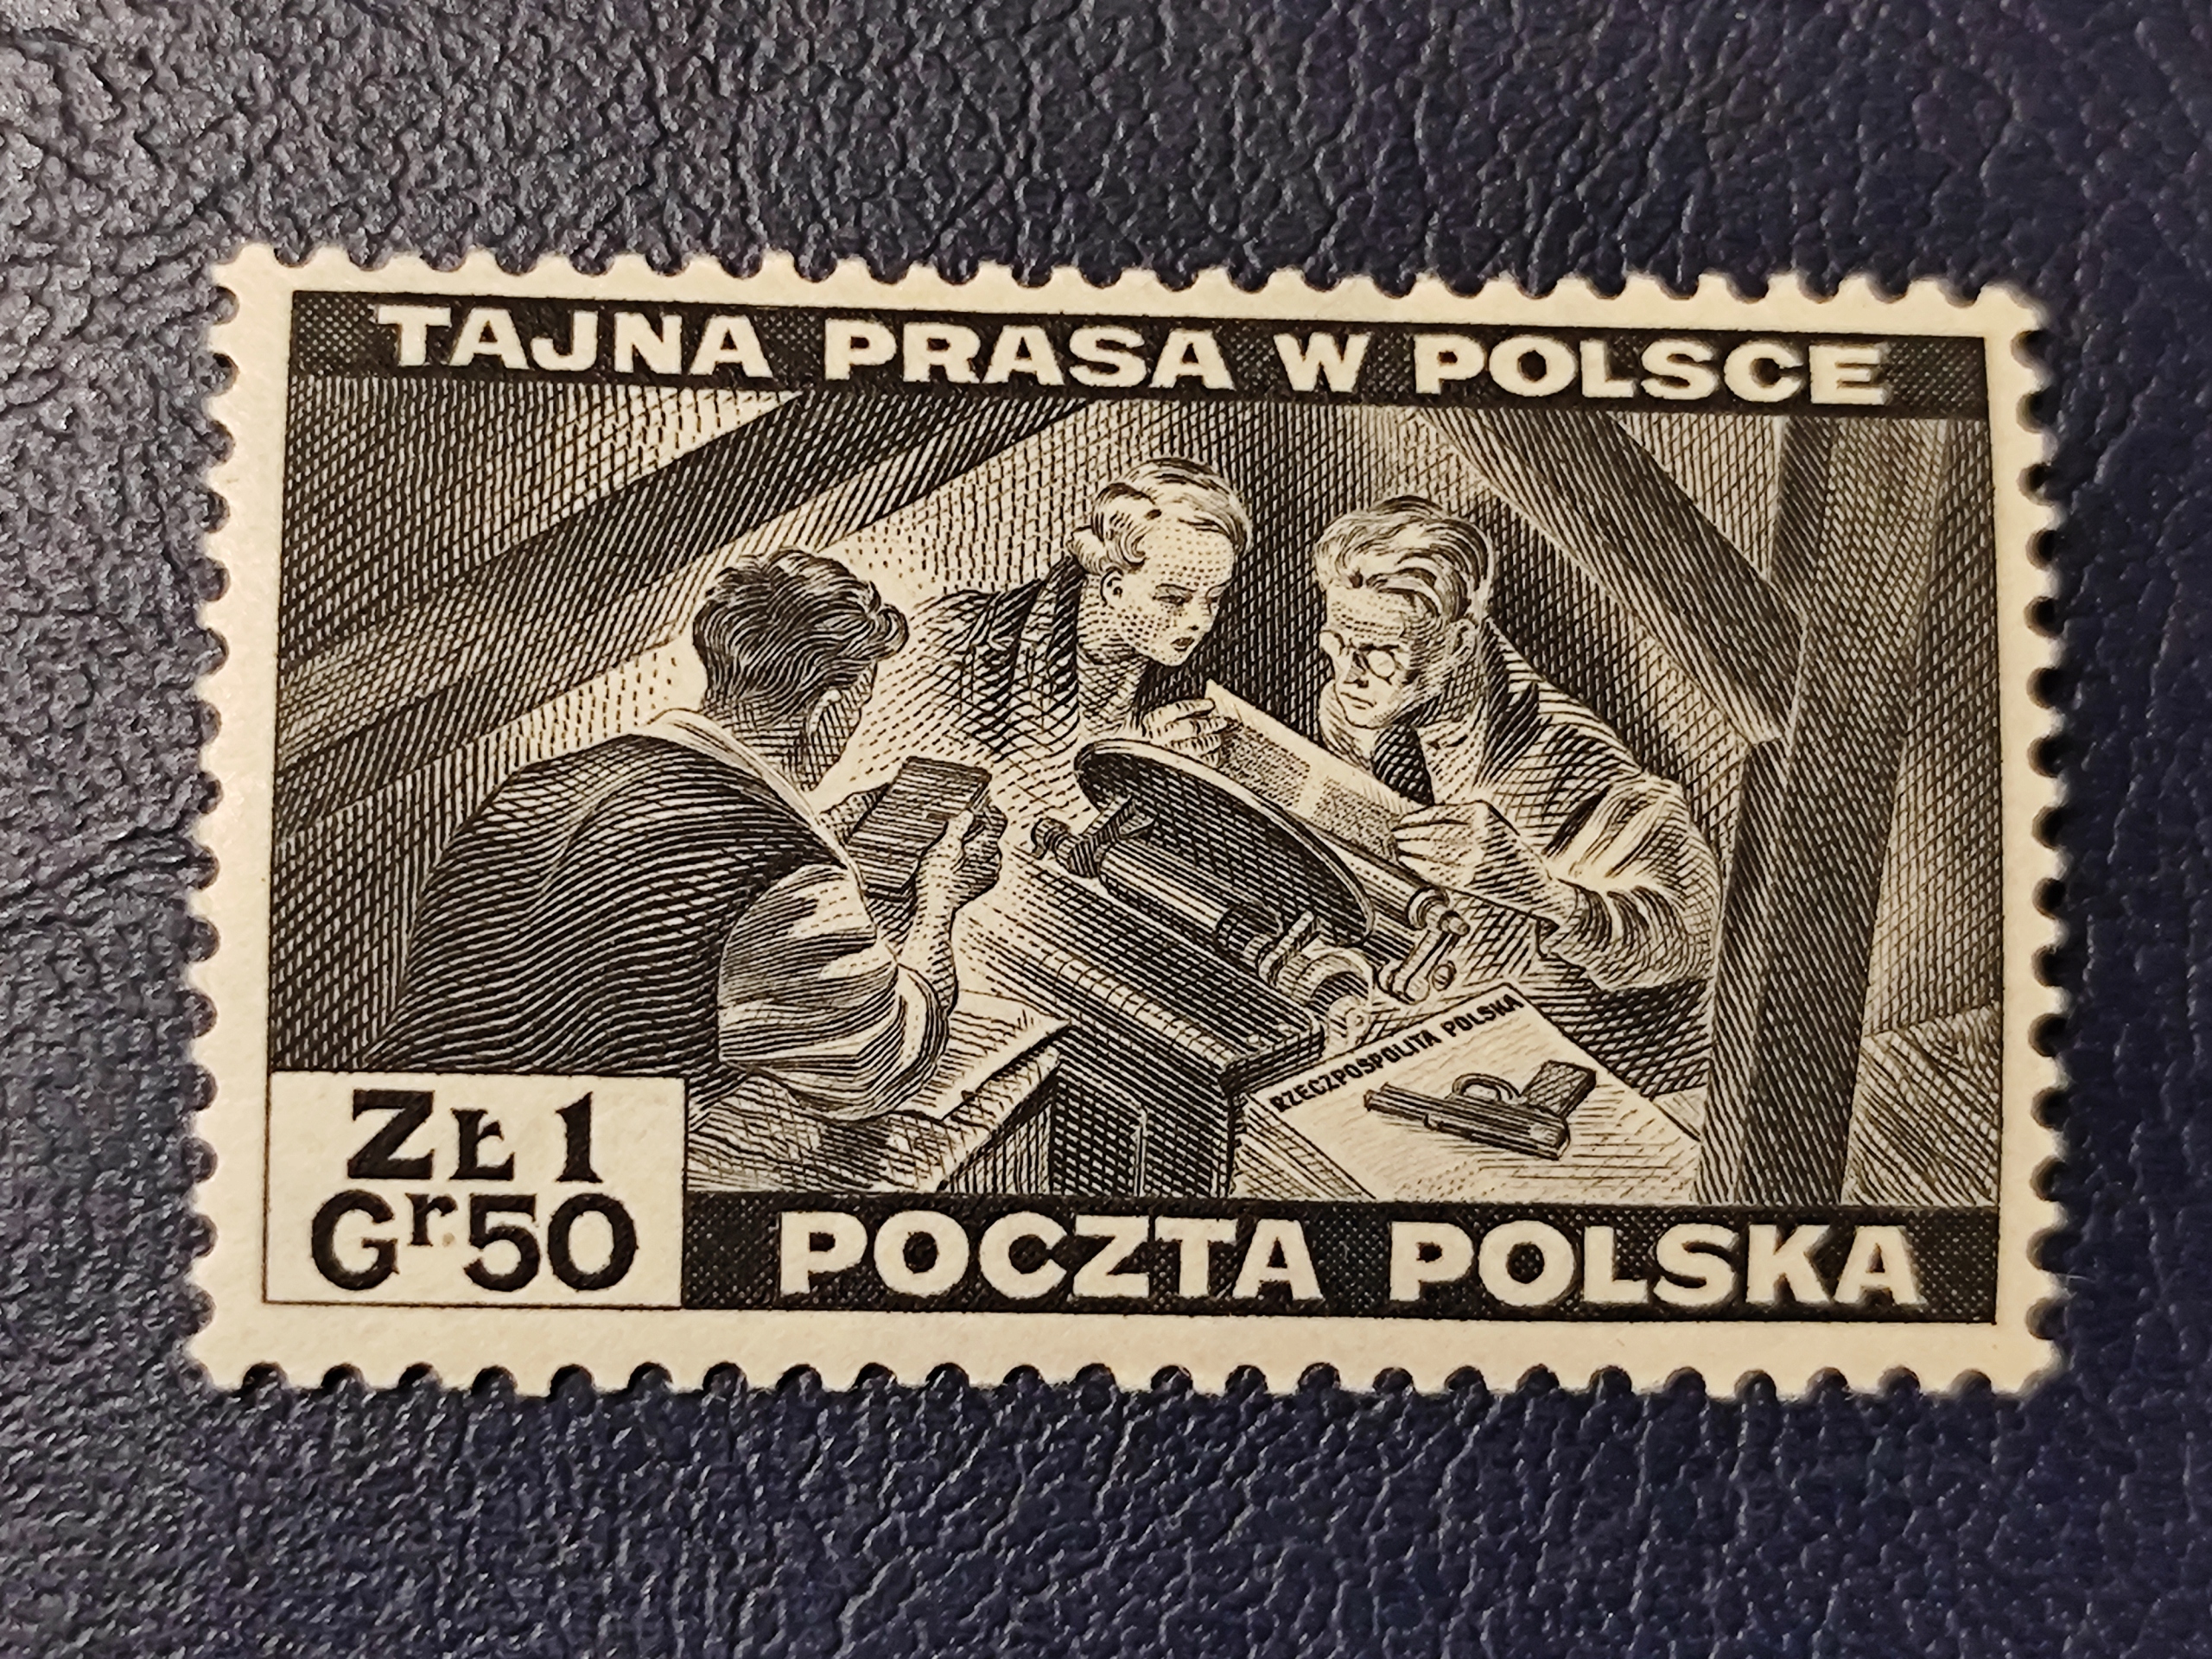 TAJNA PRASA W POLSCE
RZECZPOSPOLITA POLSKA
ZŁ 1
Gr. 50
POCZTA POLSKA